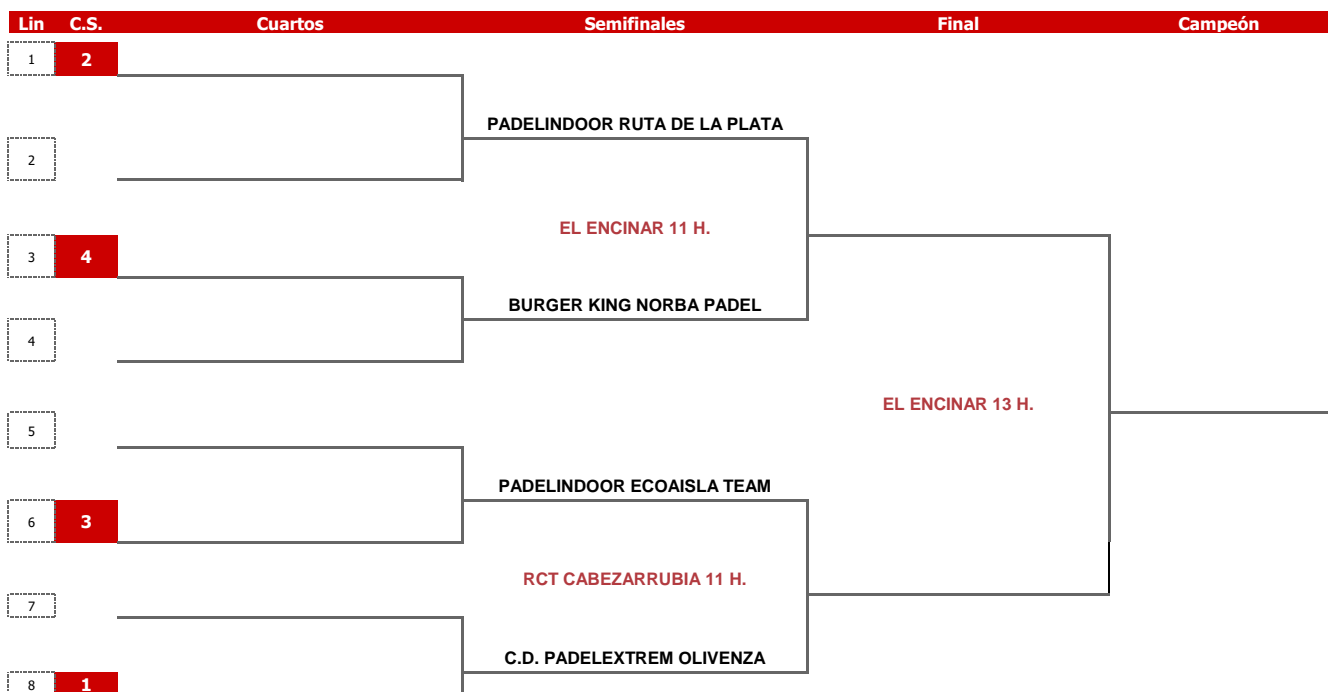 Lin C.S. Cuartos Semifinales Final Campeón
1 2
PADELINDOOR RUTA DE LA PLATA
2
EL ENCINAR 11 H.
3 4
BURGER KING NORBA PADEL
4
EL ENCINAR 13 H.
5
PADELINDOOR ECOAISLA TEAM
6 3
RCT CABEZARRUBIA 11 H.
7
C.D. PADELEXTREM OLIVENZA
8 1